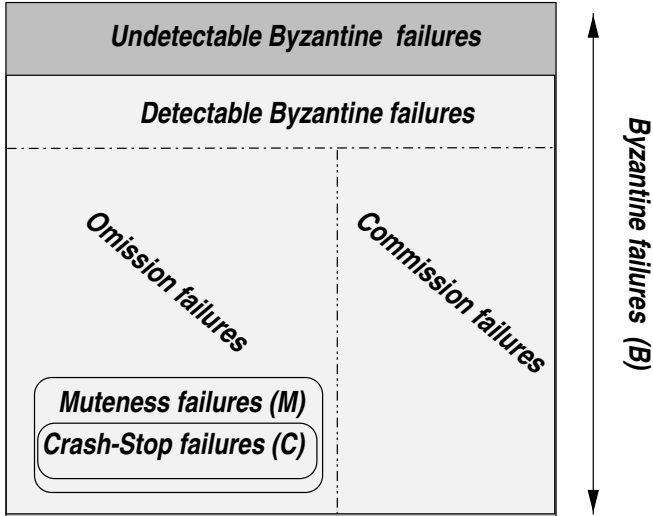 Undetectable Byzantine failures
Detectable Byzantine failures
Omission failures
Commission failures
Muteness failures (M)
Crash-Stop failures (C)
Byzantine failures (B)